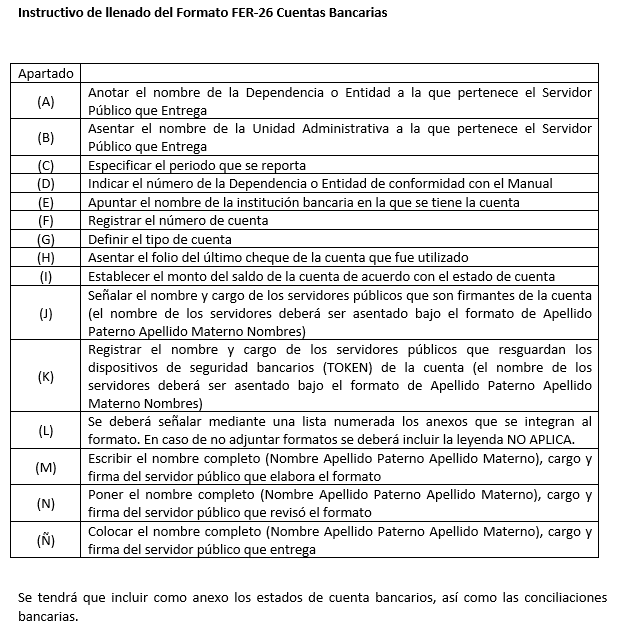 Instructivo de llenado del Formato FER-26 Cuentas Bancarias
Apartado
(A)
Anotar el nombre de la Dependencia o Entidad a la que pertenece el Servidor
Público que Entrega
(B)
Asentar el nombre de la Unidad Administrativa a la que pertenece el Servidor
Público que Entrega
(C) Especificar el periodo que se reporta
(D) Indicar el número de la Dependencia o Entidad de conformidad con el Manual
(E) Apuntar el nombre de la institución bancaria en la que se tiene la cuenta
(F) Registrar el número de cuenta
(G) Definir el tipo de cuenta
(H) Asentar el folio del último cheque de la cuenta que fue utilizado
(I) Establecer el monto del saldo de la cuenta de acuerdo con el estado de cuenta
(J)
Señalar el nombre y cargo de los servidores públicos que son firmantes de la cuenta
(el nombre de los servidores deberá ser asentado bajo el formato de Apellido
Paterno Apellido Materno Nombres)
(K)
Registrar el nombre y cargo de los servidores públicos que resguardan los
dispositivos de seguridad bancarios (TOKEN) de la cuenta (el nombre de los
servidores deberá ser asentado bajo el formato de Apellido Paterno Apellido
Materno Nombres)
(L)
Se deberá señalar mediante una lista numerada los anexos que se integran al
formato. En caso de no adjuntar formatos se deberá incluir la leyenda NO APLICA.
(M)
Escribir el nombre completo (Nombre Apellido Paterno Apellido Materno), cargo y
firma del servidor público que elabora el formato
(N)
Poner el nombre completo (Nombre Apellido Paterno Apellido Materno), cargo y
firma del servidor público que revisó el formato
(Ñ)
Colocar el nombre completo (Nombre Apellido Paterno Apellido Materno), cargo y
firma del servidor público que entrega
Se tendrá que incluir como anexo los estados de cuenta bancarios, así como las conciliaciones
bancarias.